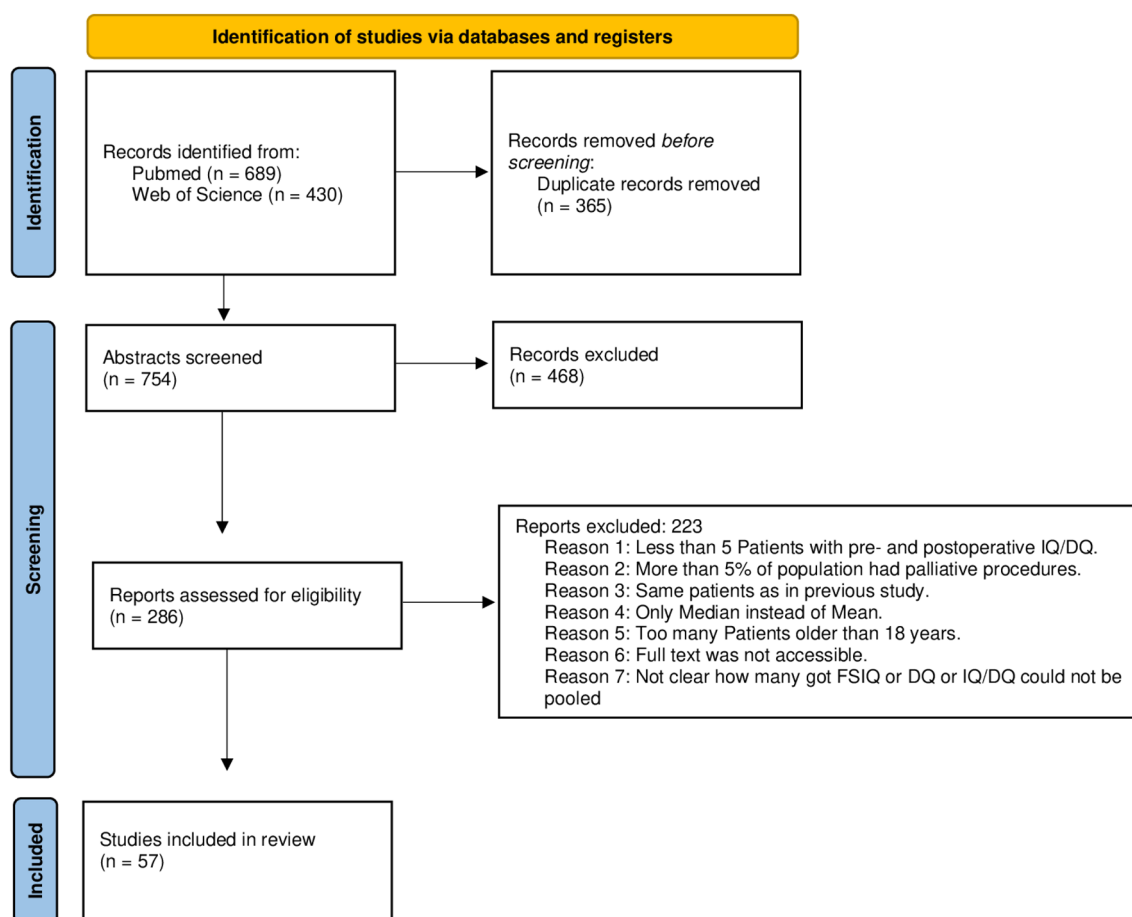 Identification of studies via databases and registers
Identification
Records identified from:
Pubmed (n = 689)
Web of Science (n = 430)
Records removed before
screening:
Duplicate records removed
(n = 365)
Screening
Abstracts screened
(n = 754)
Records excluded
(n = 468)
Reports assessed for eligibility
(n = 286)
Reports excluded: 223
Reason 1: Less than 5 Patients with pre- and postoperative IQ/DQ.
Reason 2: More than 5% of population had palliative procedures.
Reason 3: Same patients as in previous study.
Reason 4: Only Median instead of Mean.
Reason 5: Too many Patients older than 18 years.
Reason 6: Full text was not accessible.
Reason 7: Not clear how many got FSIQ or DQ or IQ/DQ could not be
pooled
Included
Studies included in review
(n = 57)